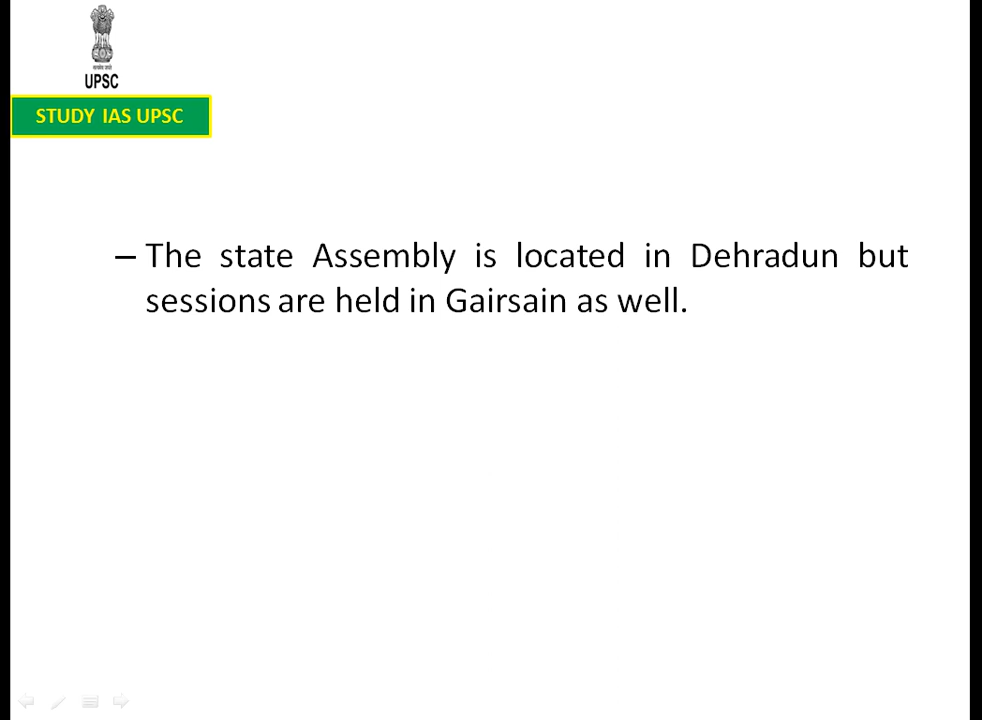 UPSC
STUDY IAS UPSC
– The state Assembly is located in Dehradun but
sessions are held in Gairsain as well.